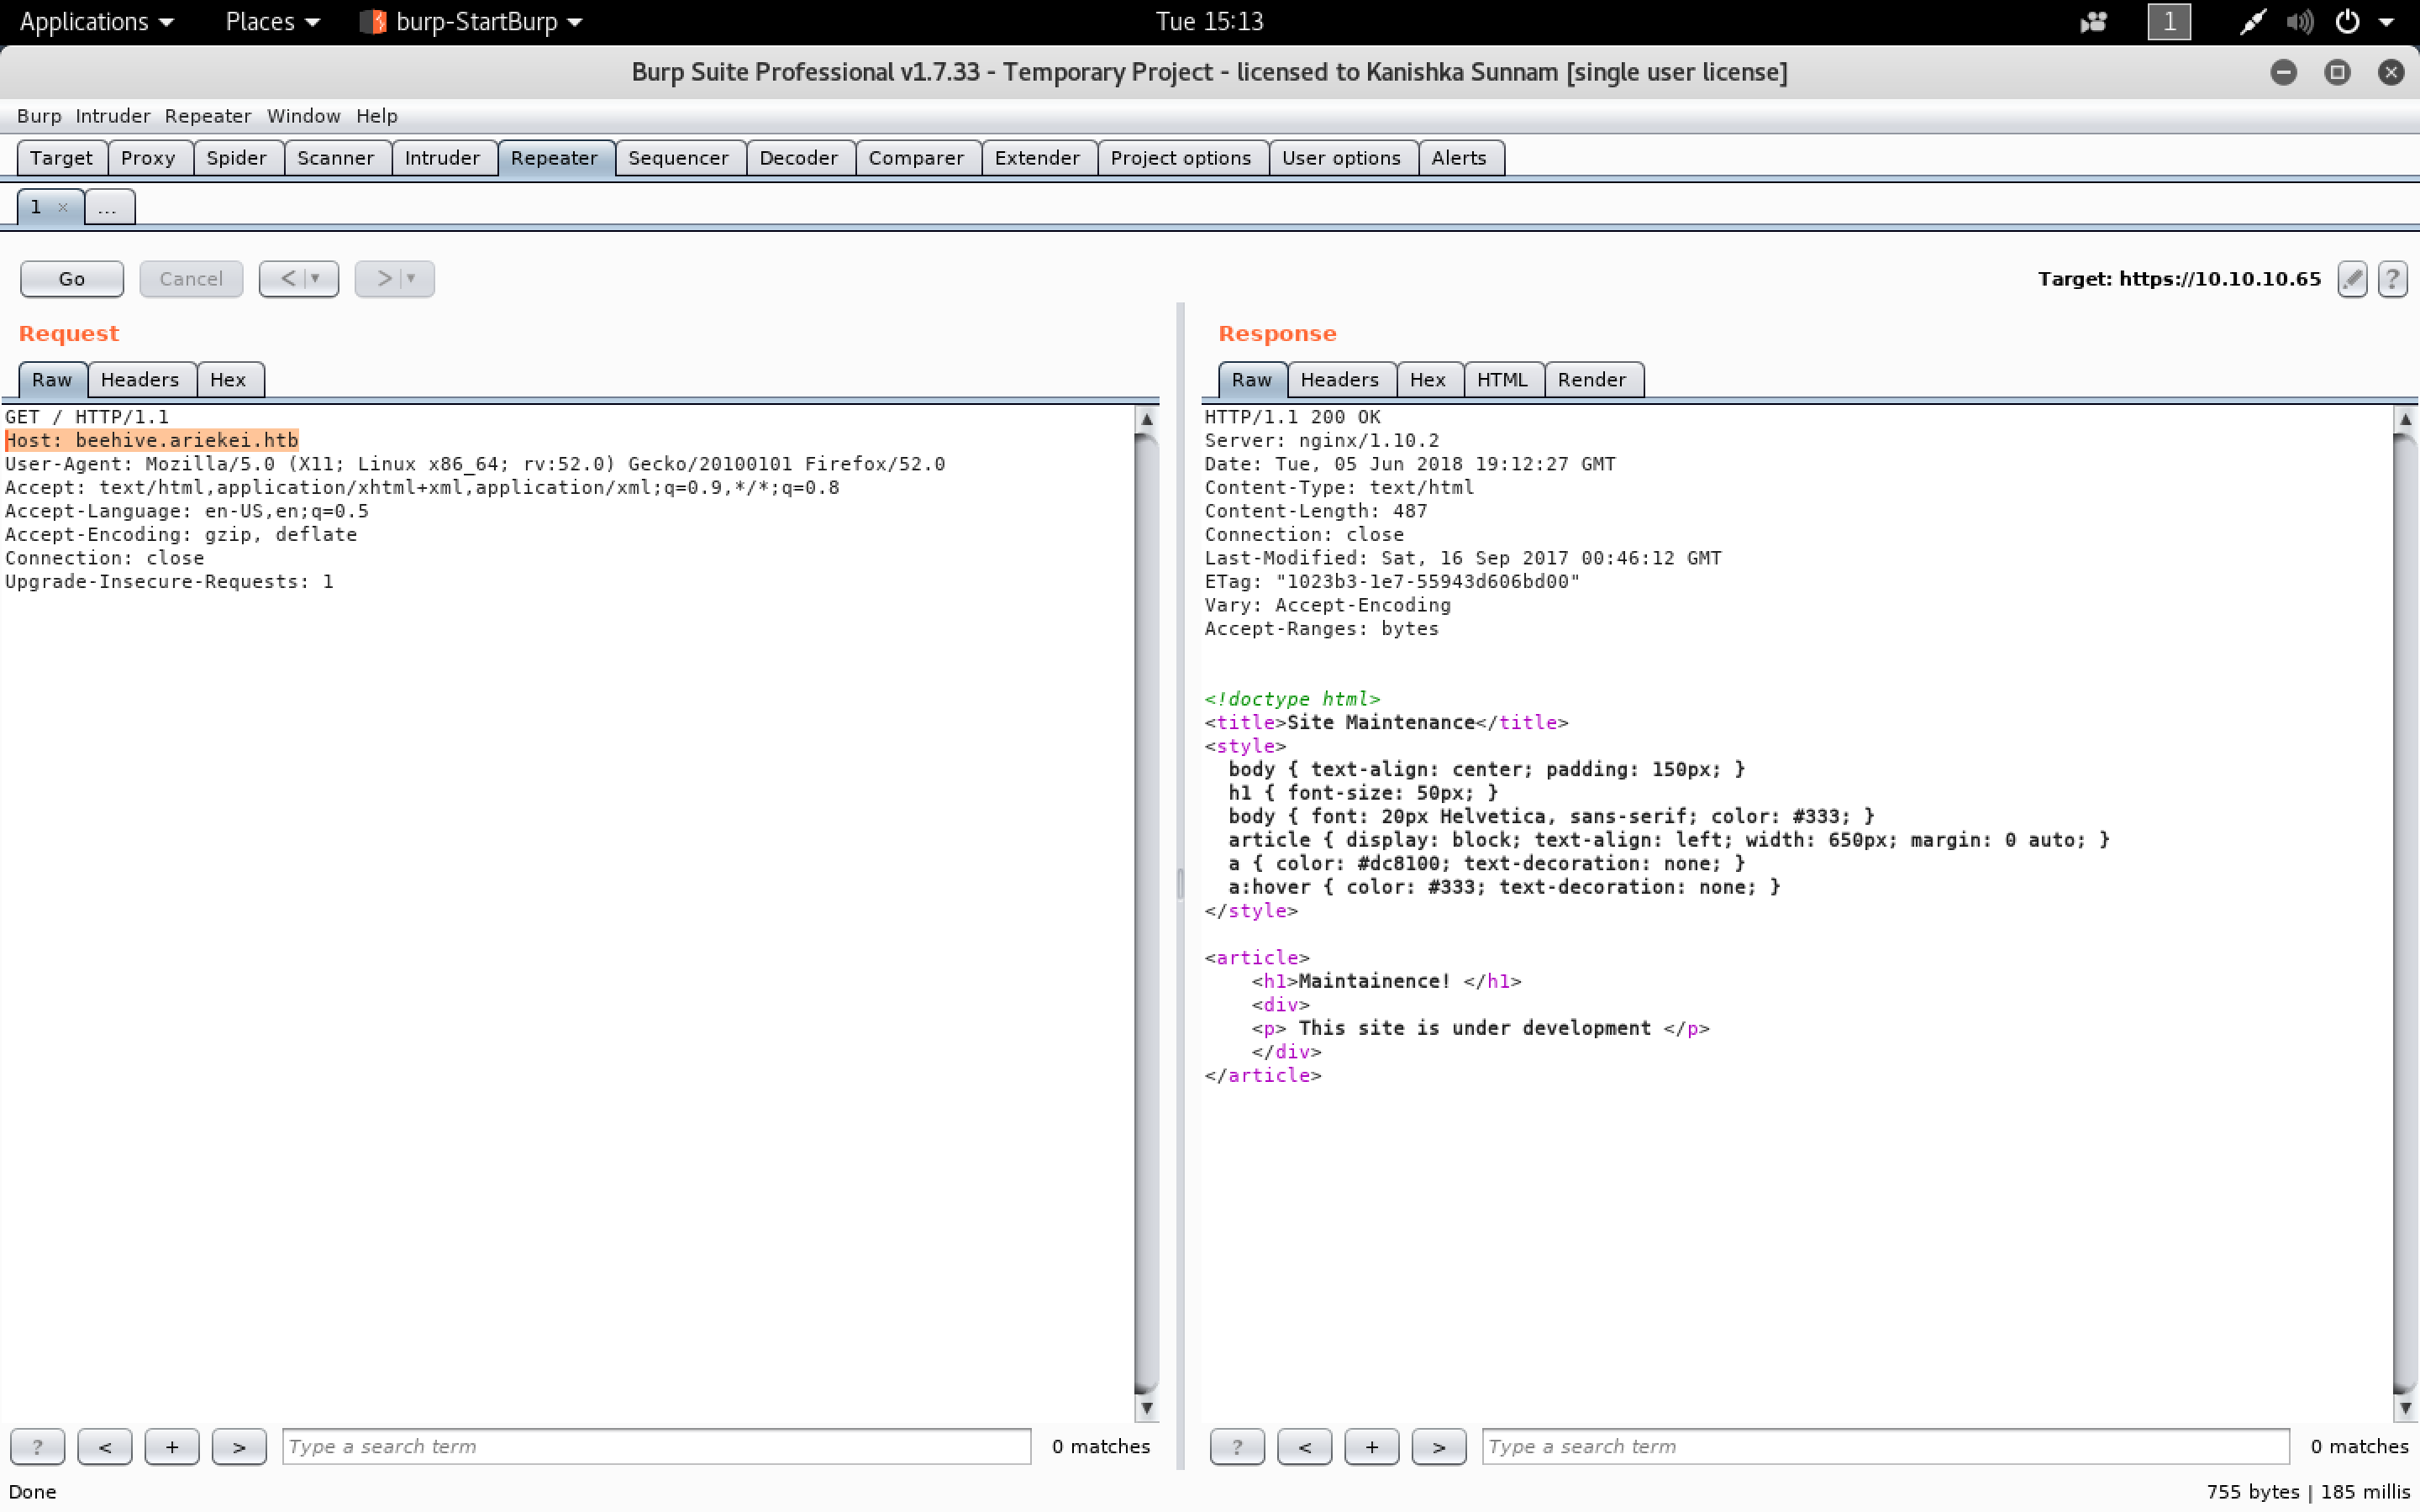 Applications Places burp-StartBurp Tue 15:13 1
Burp Suite Professional v1.7.33 - Temporary Project - licensed to Kanishka Sunnam [single user license]
Burp Intruder Repeater Window Help
Target Proxy Spider Scanner Intruder Repeater Sequencer Decoder Comparer Extender Project options User options Alerts
1 × ...
Go Cancel < > Target: https://10.10.10.65 ?
Request
Raw Headers Hex
GET / HTTP/1.1
Host: beehive.ariekei.htb
User-Agent: Mozilla/5.0 (X11; Linux x86_64; rv:52.0) Gecko/20100101 Firefox/52.0
Accept: text/html,application/xhtml+xml,application/xml;q=0.9,*/*;q=0.8
Accept-Language: en-US,en;q=0.5
Accept-Encoding: gzip, deflate
Connection: close
Upgrade-Insecure-Requests: 1
? < + > Type a search term 0 matches
Response
Raw Headers Hex HTML Render
HTTP/1.1 200 OK
Server: nginx/1.10.2
Date: Tue, 05 Jun 2018 19:12:27 GMT
Content-Type: text/html
Content-Length: 487
Connection: close
Last-Modified: Sat, 16 Sep 2017 00:46:12 GMT
ETag: "1023b3-1e7-55943d606bd00"
Vary: Accept-Encoding
Accept-Ranges: bytes
<!doctype html>
<title>Site Maintenance</title>
<style>
body { text-align: center; padding: 150px; }
h1 { font-size: 50px; }
body { font: 20px Helvetica, sans-serif; color: #333; }
article { display: block; text-align: left; width: 650px; margin: 0 auto; }
a { color: #dc8100; text-decoration: none; }
a:hover { color: #333; text-decoration: none; }
</style>
<article>
<h1>Maintainence! </h1>
<div>
<p> This site is under development </p>
</div>
</article>
? < + > Type a search term 0 matches
Done 755 bytes | 185 millis